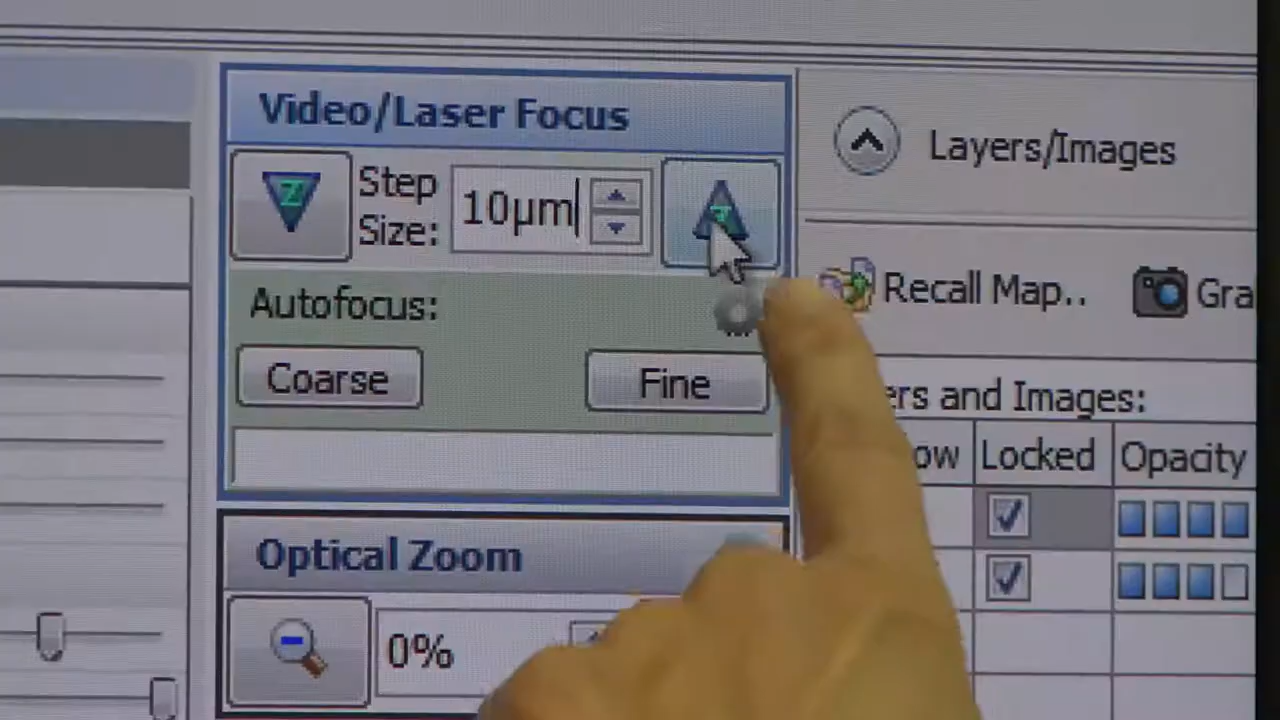 Video/Laser Focus
Z
Step
Size:
10µm
Z
Autofocus:
Coarse
Fine
Optical Zoom
0%
Layers/Images
Recall Map..
Gra
ers and Images:
ow
Locked
Opacity